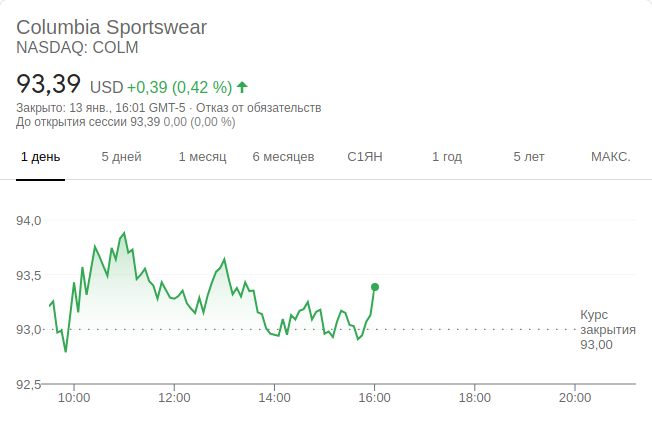 Columbia Sportswear
NASDAQ: COLM
93,39 USD +0,39 (0,42 %)
Закрыто: 13 янв., 16:01 GMT-5 · Отказ от обязательств
До открытия сессии 93,39 0,00 (0,00 %)
1 день 5 дней 1 месяц 6 месяцев С1ЯН 1 год 5 лет МАКС.
94,0
93,5
Курс
93,0 закрытия
93,00
92,5
10:00 12:00 14:00 16:00 18:00 20:00